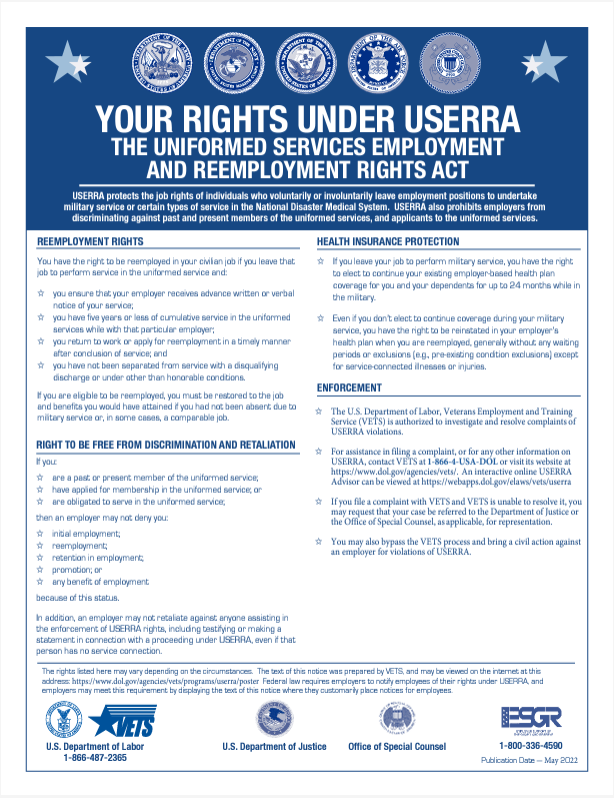 YOUR RIGHTS UNDER USERRA
THE UNIFORMED SERVICES EMPLOYMENT
AND REEMPLOYMENT RIGHTS ACT
USERRA protects the job rights of individuals who voluntarily or involuntarily leave employment positions to undertake
military service or certain types of service in the National Disaster Medical System. USERRA also prohibits employers from
discriminating against past and present members of the uniformed services, and applicants to the uniformed services.
REEMPLOYMENT RIGHTS
You have the right to be reemployed in your civilian job if you leave that
job to perform service in the uniformed service and:
☆ you ensure that your employer receives advance written or verbal
notice of your service;
☆ you have five years or less of cumulative service in the uniformed
services while with that particular employer;
☆ you return to work or apply for reemployment in a timely manner
after conclusion of service; and
☆ you have not been separated from service with a disqualifying
discharge or under other than honorable conditions.
If you are eligible to be reemployed, you must be restored to the job
and benefits you would have attained if you had not been absent due to
military service or, in some cases, a comparable job.
RIGHT TO BE FREE FROM DISCRIMINATION AND RETALIATION
If you:
☆ are a past or present member of the uniformed service;
☆ have applied for membership in the uniformed service; or
☆ are obligated to serve in the uniformed service;
then an employer may not deny you:
☆ initial employment;
☆ reemployment;
☆ retention in employment;
☆ promotion; or
☆ any benefit of employment
because of this status.
In addition, an employer may not retaliate against anyone assisting in
the enforcement of USERRA rights, including testifying or making a
statement in connection with a proceeding under USERRA, even if that
person has no service connection.
HEALTH INSURANCE PROTECTION
☆ If you leave your job to perform military service, you have the right
to elect to continue your existing employer-based health plan
coverage for you and your dependents for up to 24 months while in
the military.
☆ Even if you don't elect to continue coverage during your military
service, you have the right to be reinstated in your employer's
health plan when you are reemployed, generally without any waiting
periods or exclusions (e.g., pre-existing condition exclusions) except
for service-connected illnesses or injuries.
ENFORCEMENT
☆ The U.S. Department of Labor, Veterans Employment and Training
Service (VETS) is authorized to investigate and resolve complaints of
USERRA violations.
☆ For assistance in filing a complaint, or for any other information on
USERRA, contact VETS at 1-866-4-USA-DOL or visit its website at
https://www.dol.gov/agencies/vets/. An interactive online USERRA
Advisor can be viewed at https://webapps.dol.gov/elaws/vets/userra
☆ If you file a complaint with VETS and VETS is unable to resolve it, you
may request that your case be referred to the Department of Justice or
the Office of Special Counsel, as applicable, for representation.
☆ You may also bypass the VETS process and bring a civil action against
an employer for violations of USERRA.
The rights listed here may vary depending on the circumstances. The text of this notice was prepared by VETS, and may be viewed on the internet at this
address: https://www.dol.gov/agencies/vets/programs/userra/poster Federal law requires employers to notify employees of their rights under USERRA, and
employers may meet this requirement by displaying the text of this notice where they customarily place notices for employees.
VETS
ESGR
U.S. Department of Labor
1-866-487-2365
U.S. Department of Justice
Office of Special Counsel
1-800-336-4590
Publication Date — May 2022